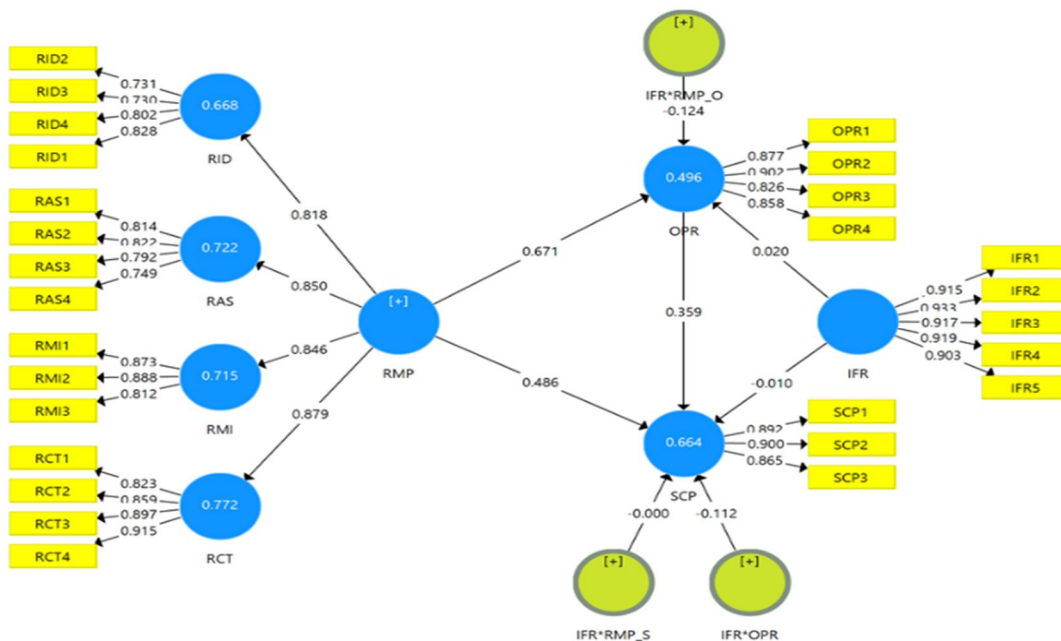 RID2
RID3
RID4
RID1
0.731
0.730
0.802
0.828
0.668
RID
RAS1
RAS2
RAS3
RAS4
0.814
0.822
0.792
0.749
0.722
RAS
RMI1
RMI2
RMI3
0.873
0.888
0.812
0.715
RMI
RCT1
RCT2
RCT3
RCT4
0.823
0.859
0.897
0.915
0.772
RCT
0.818
0.850
0.846
0.879
[+]
RMP
0.671
0.486
[+]
IFR*RMP_O
-0.124
0.496
OPR
0.877
0.902
0.826
0.858
OPR1
OPR2
OPR3
OPR4
0.359
0.020
-0.010
IFR
0.915
0.933
0.917
0.919
0.903
IFR1
IFR2
IFR3
IFR4
IFR5
0.664
SCP
0.892
0.900
0.865
SCP1
SCP2
SCP3
-0.000
-0.112
[+]
IFR*RMP_S
[+]
IFR*OPR